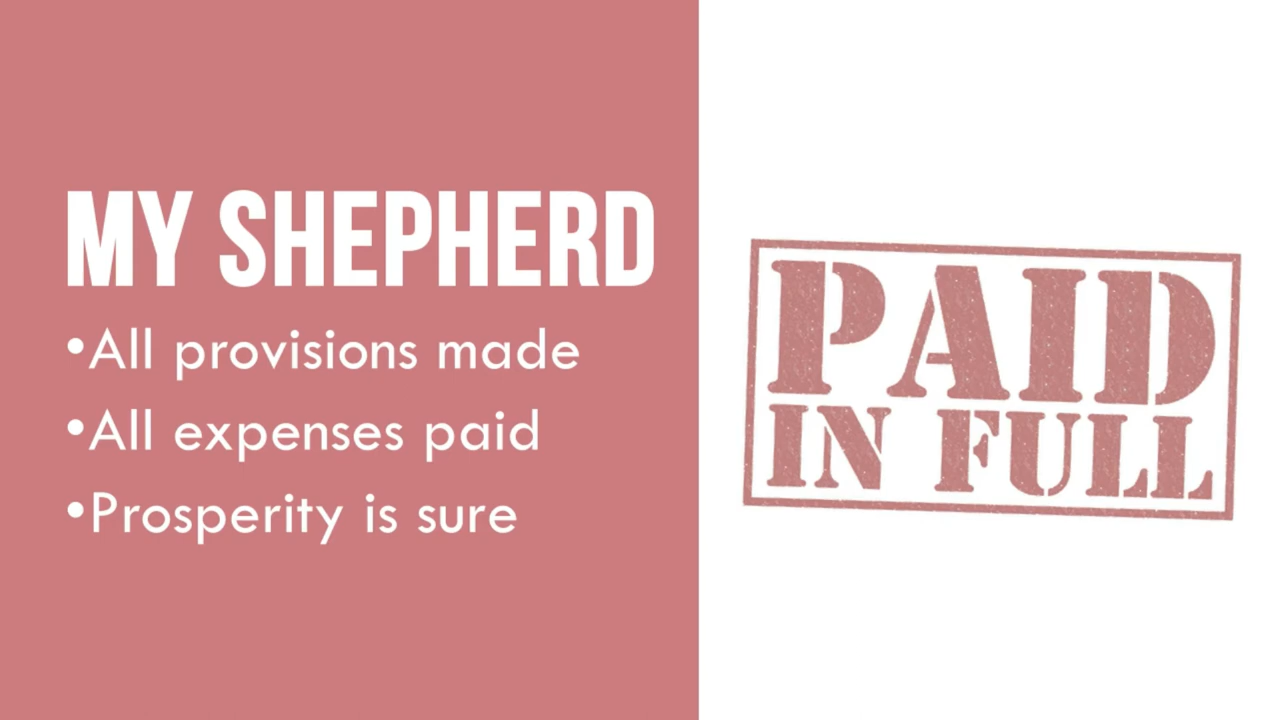 MY SHEPHERD
•All provisions made
•All expenses paid
•Prosperity is sure
PAID
IN FULL